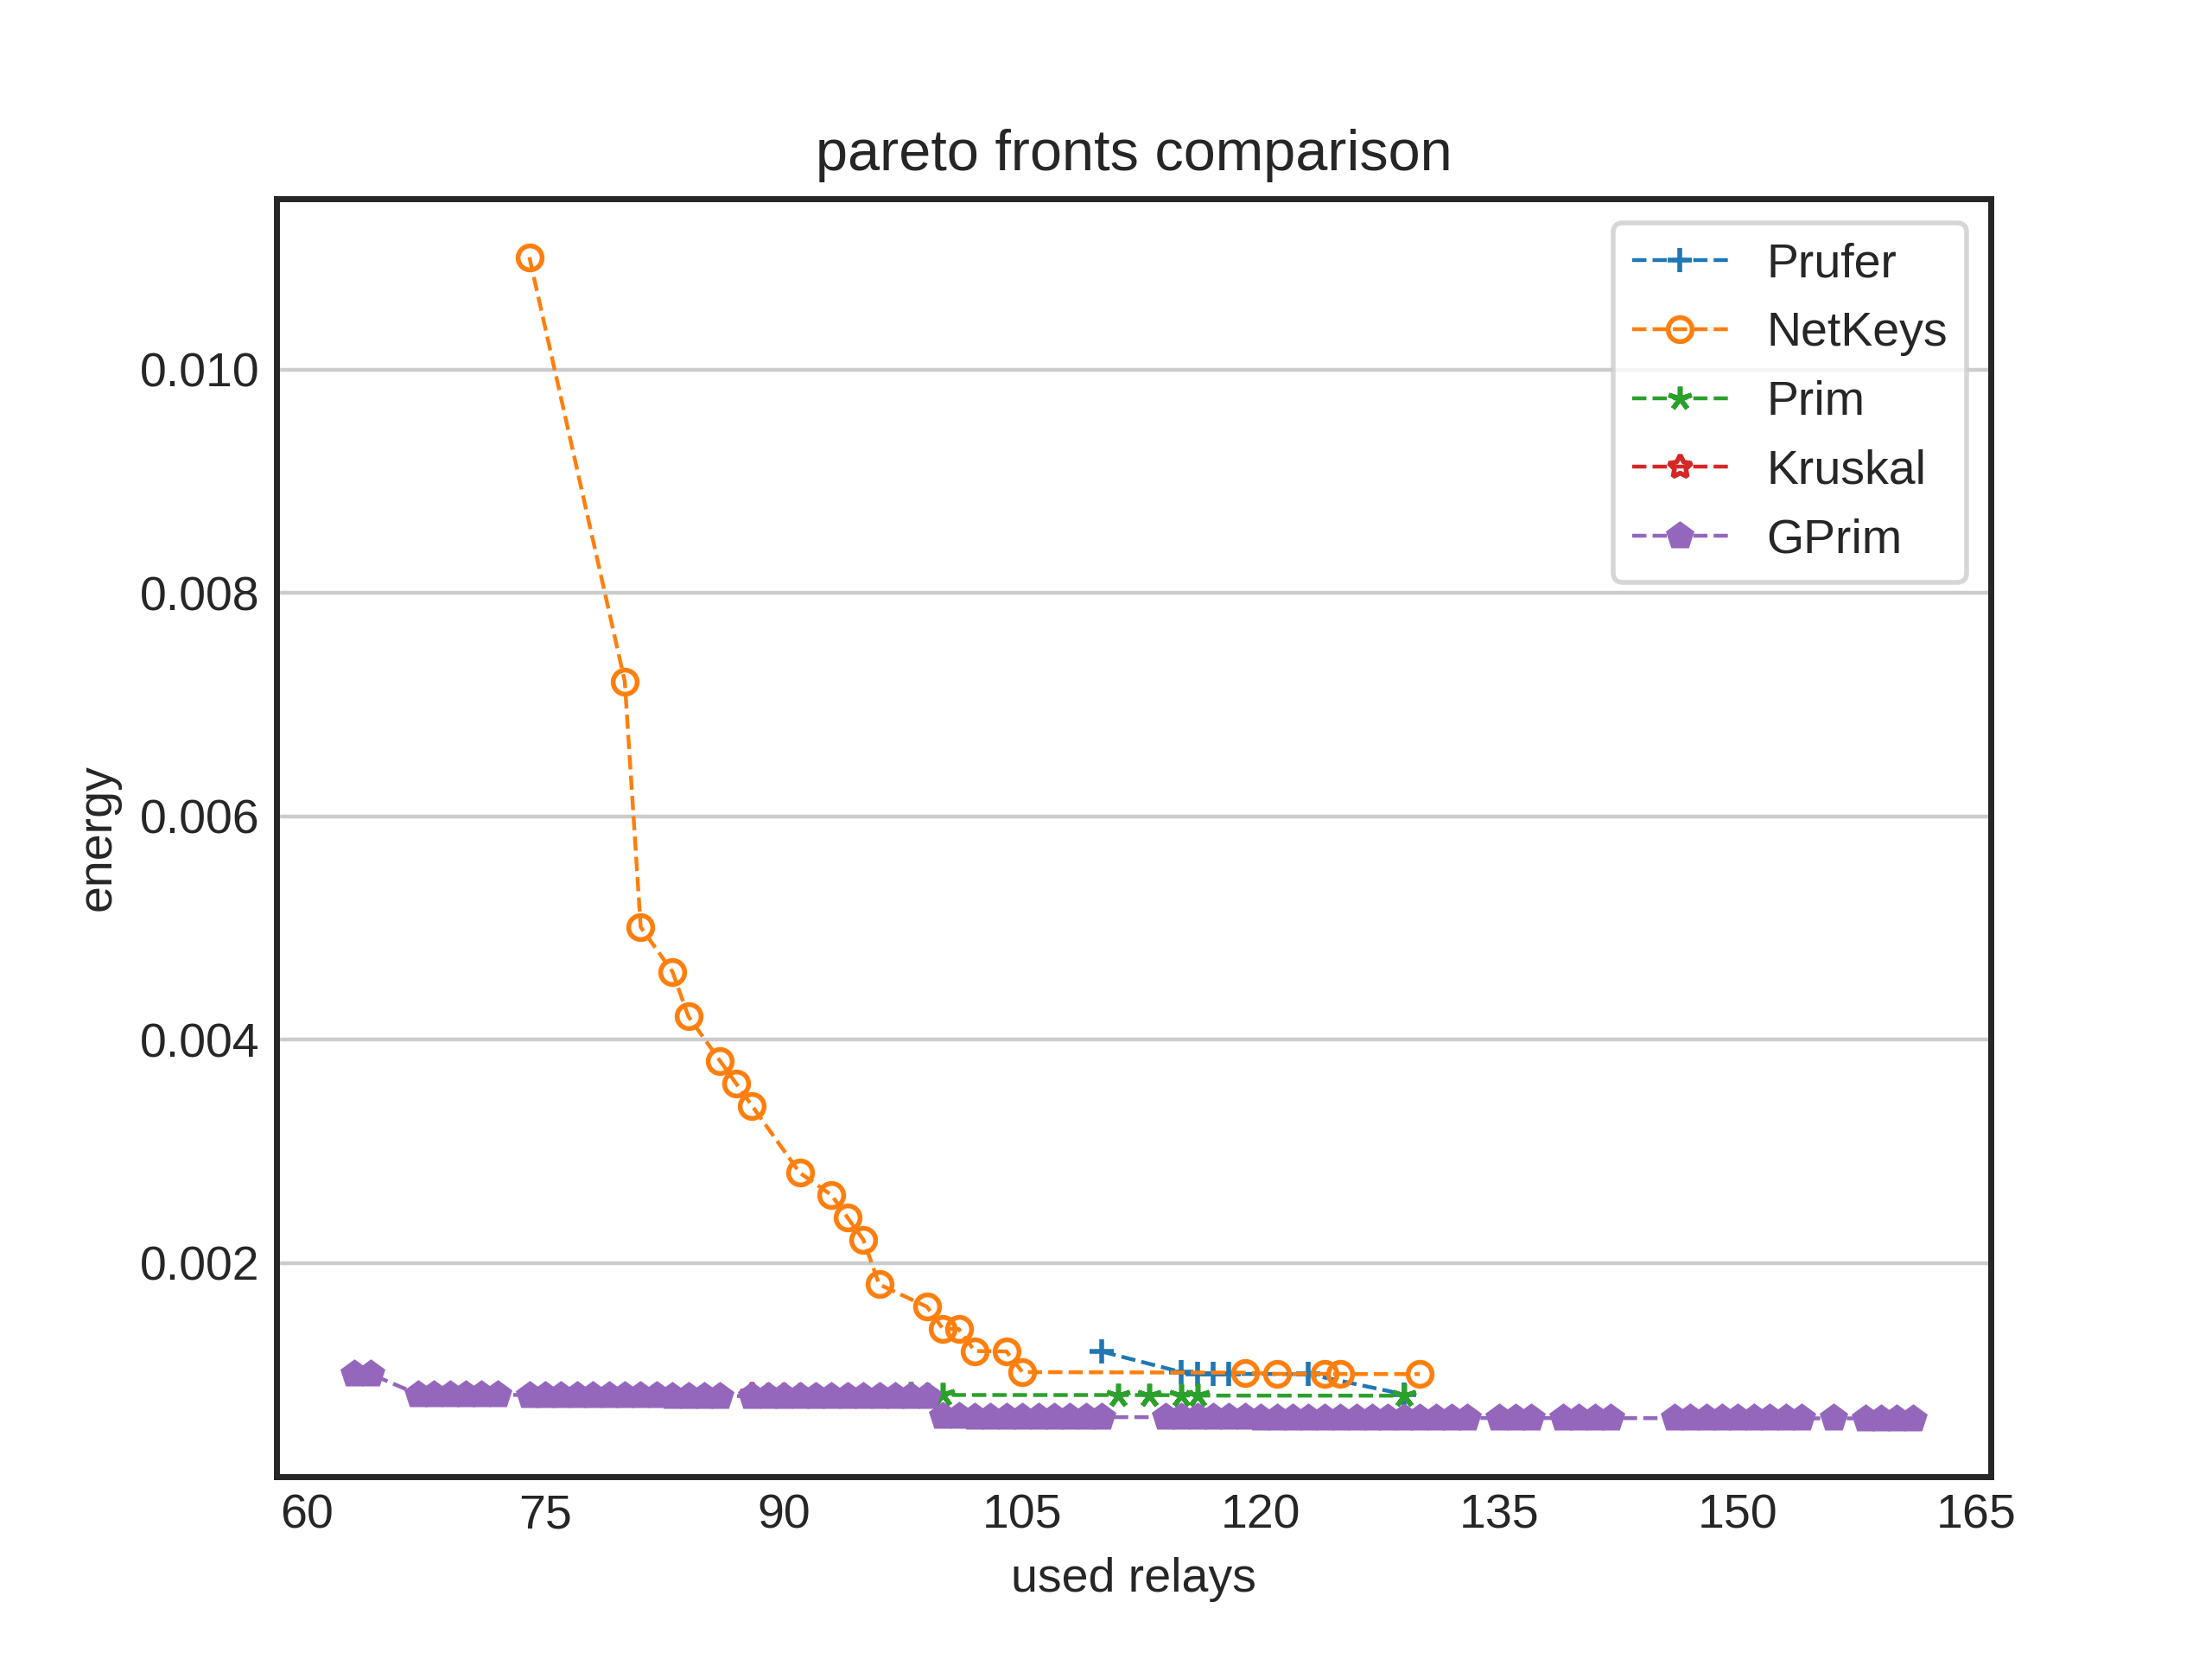 pareto fronts comparison
Prufer
NetKeys
Prim
Kruskal
GPrim
0.010
0.008
0.006
0.004
0.002
energy
60 75 90 105 120 135 150 165
used relays